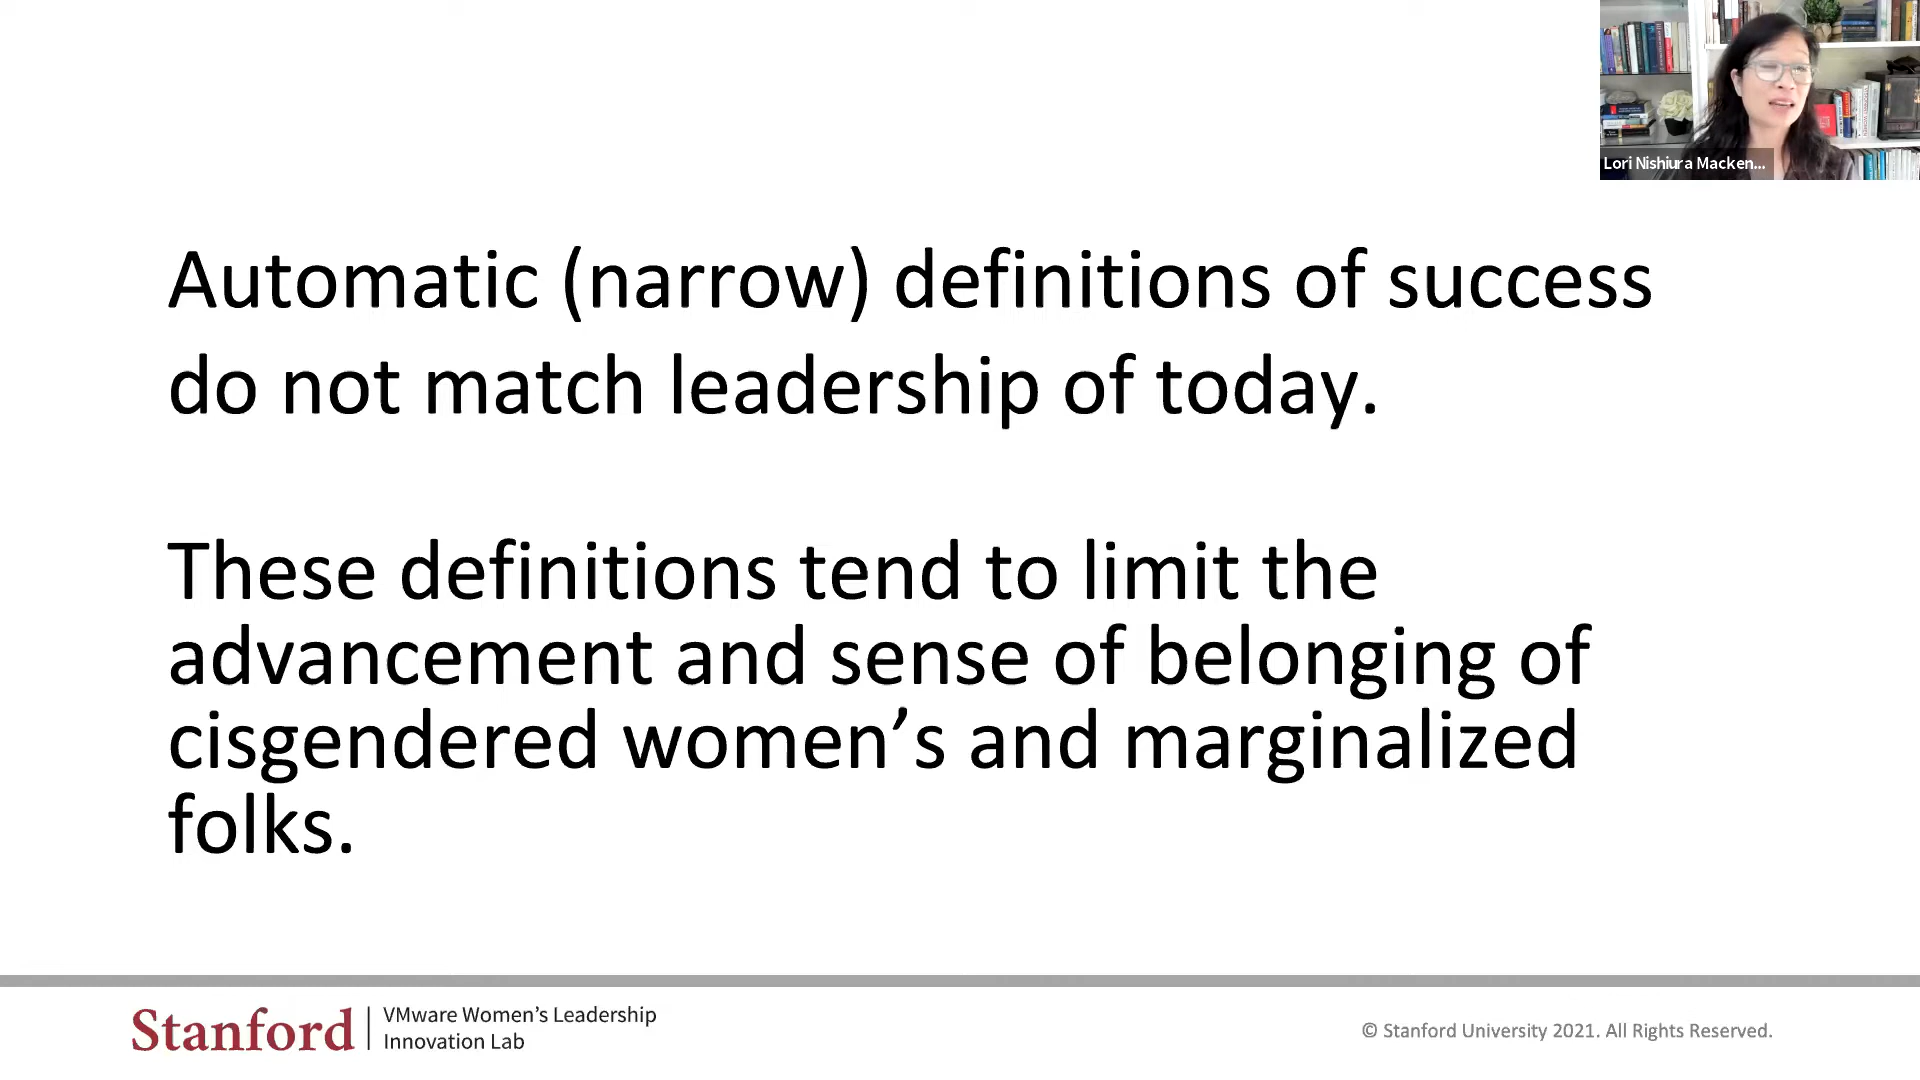 Lori Nishiura Macken...
Automatic (narrow) definitions of success
do not match leadership of today.
These definitions tend to limit the
advancement and sense of belonging of
cisgendered women’s and marginalized
folks.
Stanford
VMware Women’s Leadership
Innovation Lab
© Stanford University 2021. All Rights Reserved.